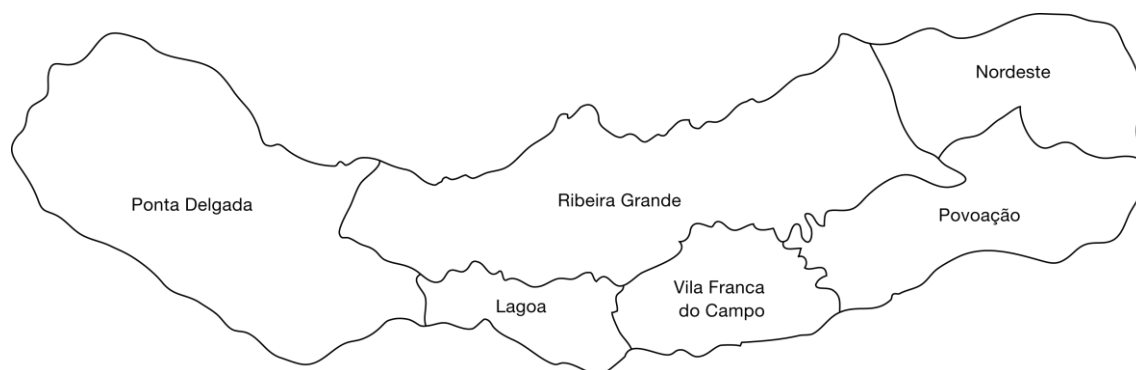 Nordeste
Ponta Delgada
Ribeira Grande
Povoação
Lagoa
Vila Franca
do Campo